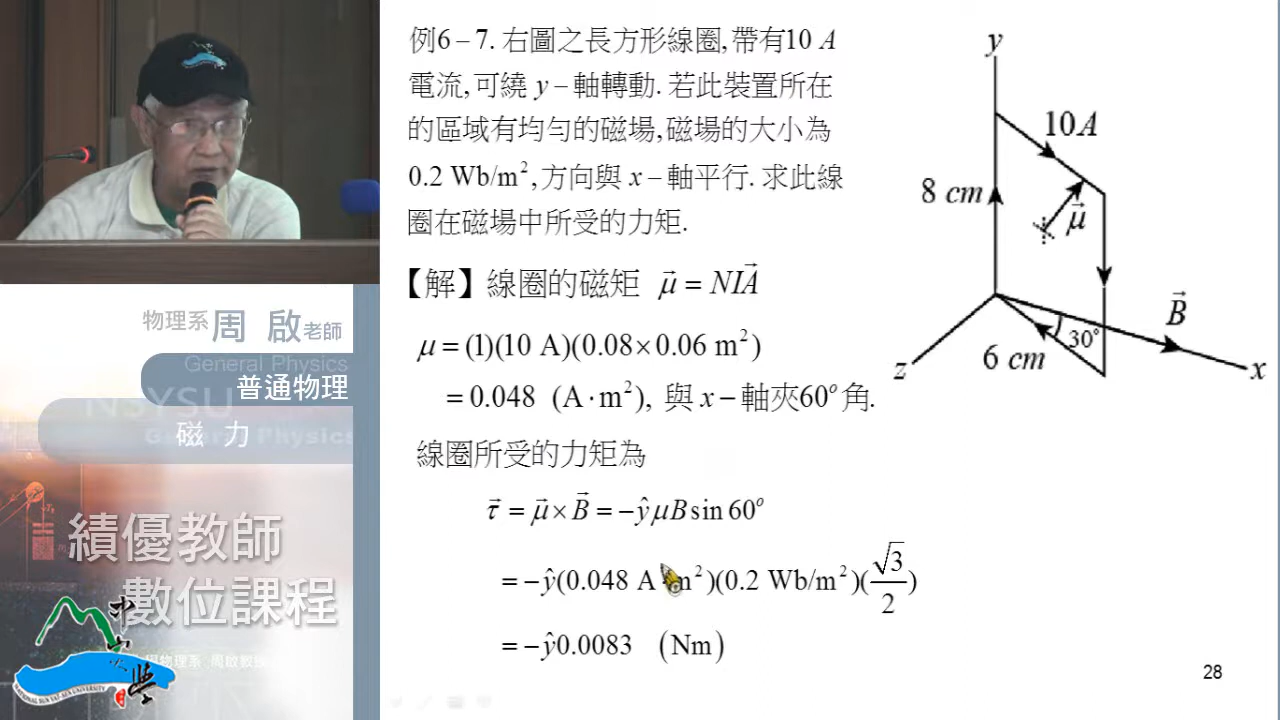 例6－7. 右圖之長方形線圈,帶有10 A
電流,可繞 y－軸轉動. 若此裝置所在
的區域有均勻的磁場,磁場的大小為
0.2 Wb/m², 方向與 x－軸平行. 求此線
圈在磁場中所受的力矩.
【解】線圈的磁矩 μ⃗ = NIA⃗
μ = (1)(10 A)(0.08×0.06 m²)
= 0.048 (A·m²), 與 x－軸夾60°角.
線圈所受的力矩為
τ⃗ = μ⃗ × B⃗ = −ŷμB sin 60°
= −ŷ(0.048 A m²)(0.2 Wb/m²)(√3/2)
= −ŷ0.0083 (Nm)
y
10A
8 cm
μ⃗
B⃗
30°
6 cm
z
x
28
物理系 周 啟 老師
General Physics
普通物理
NSYSU
磁 力
General Physics
績優教師
數位課程